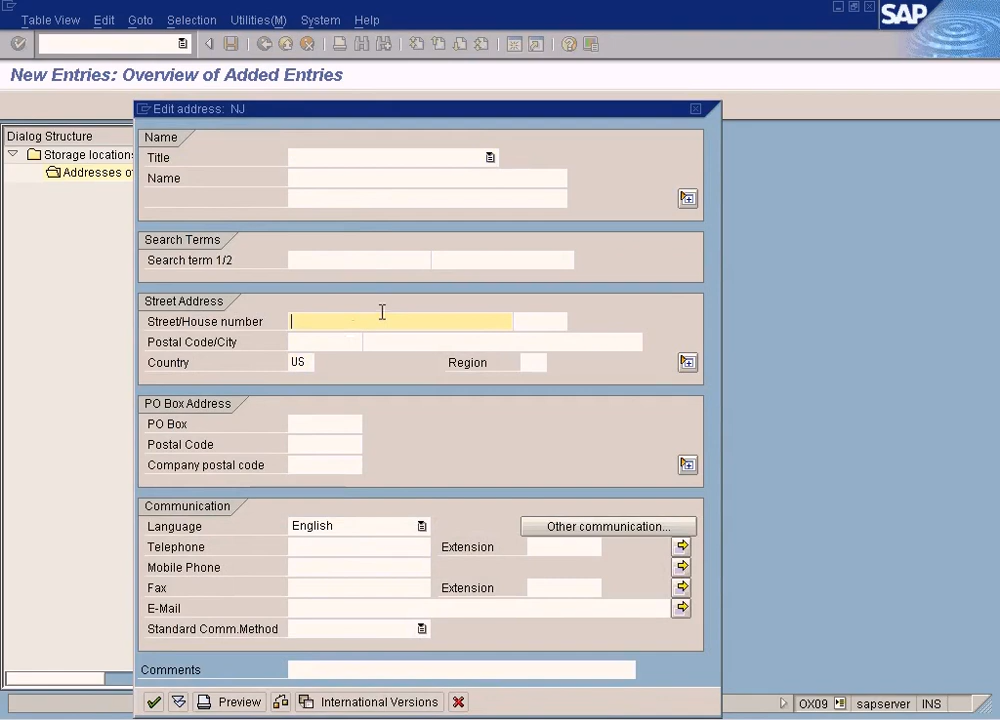 Table View Edit Goto Selection Utilities(M) System Help
SAP
New Entries: Overview of Added Entries
Dialog Structure
Storage locations
Addresses of
Edit address: NJ
Name
Title
Name
Search Terms
Search term 1/2
Street Address
Street/House number
Postal Code/City
Country US Region
PO Box Address
PO Box
Postal Code
Company postal code
Communication
Language English Other communication...
Telephone Extension
Mobile Phone
Fax Extension
E-Mail
Standard Comm.Method
Comments
Preview International Versions
OX09 sapserver INS